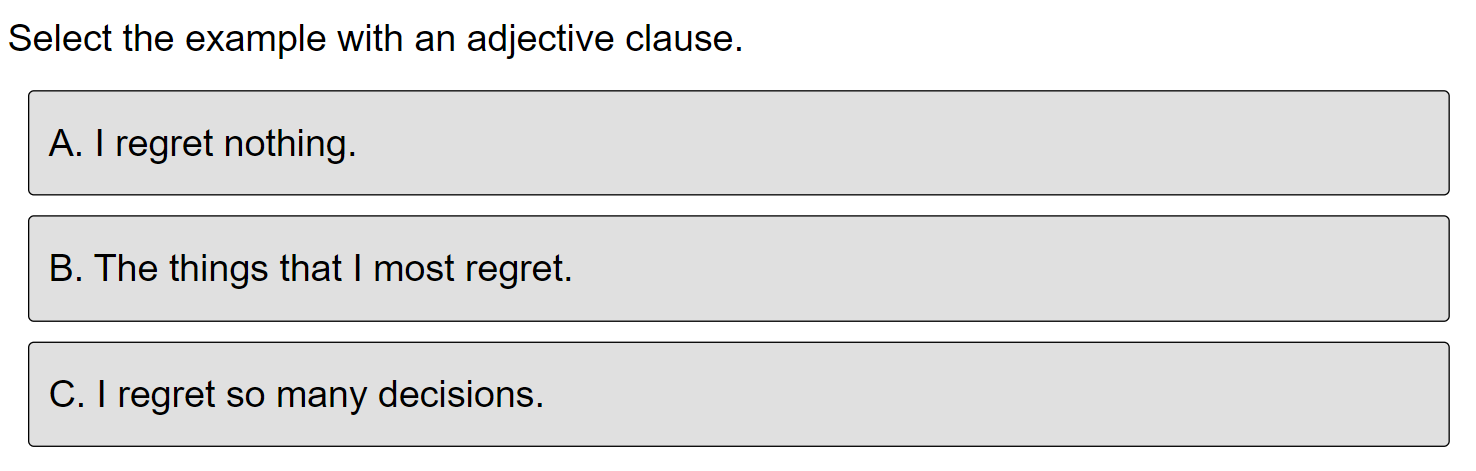 Select the example with an adjective clause.
A. I regret nothing.
B. The things that I most regret.
C. I regret so many decisions.